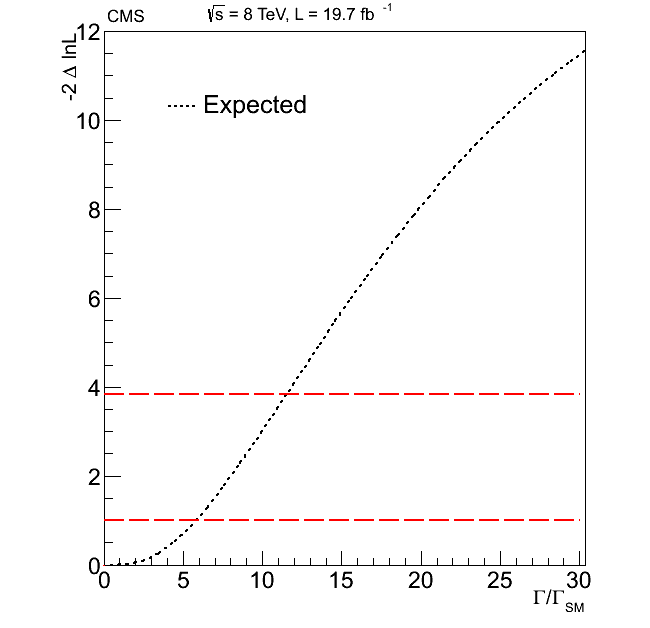 CMS √s = 8 TeV, L = 19.7 fb -1
-2 Δ lnL
Expected
12
10
8
6
4
2
0
0 5 10 15 20 25 30
Γ/Γ_SM